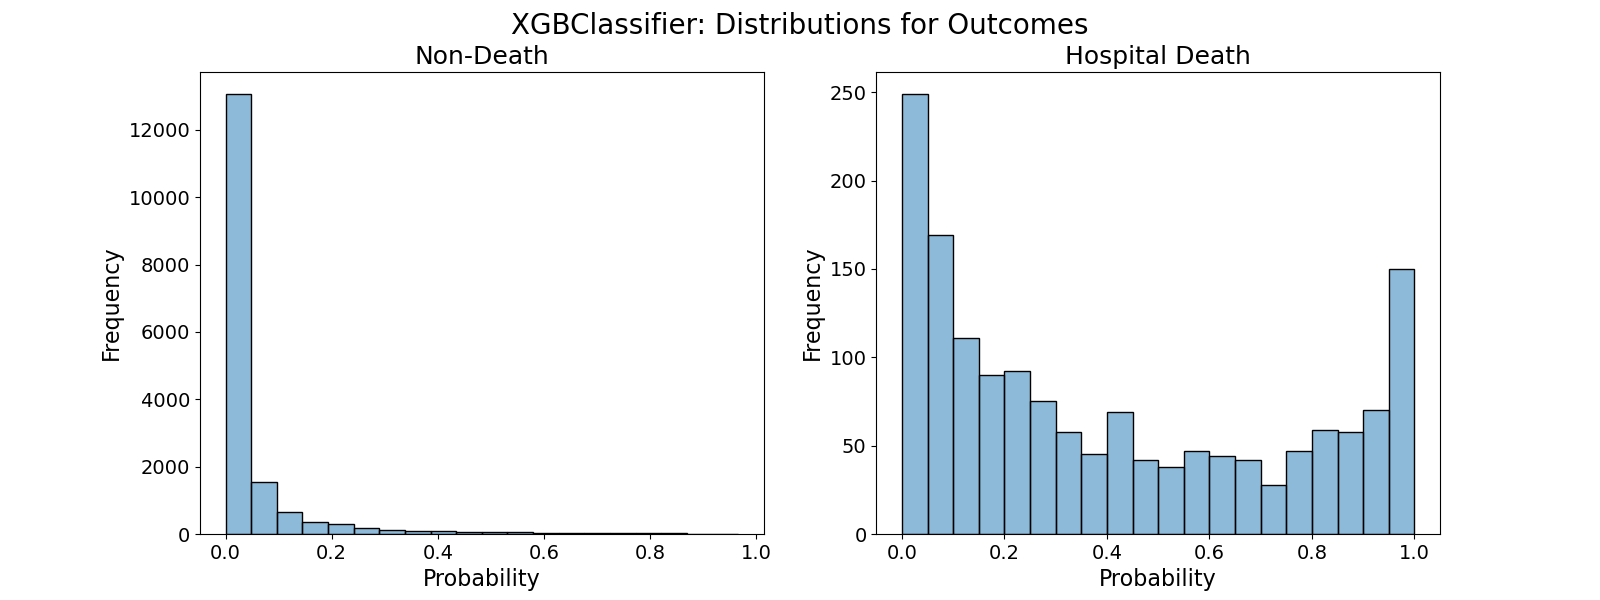 XGBClassifier: Distributions for Outcomes
Non-Death
12000
10000
8000
6000
4000
2000
0
Frequency
0.0 0.2 0.4 0.6 0.8 1.0
Probability
Hospital Death
250
200
150
100
50
0
Frequency
0.0 0.2 0.4 0.6 0.8 1.0
Probability